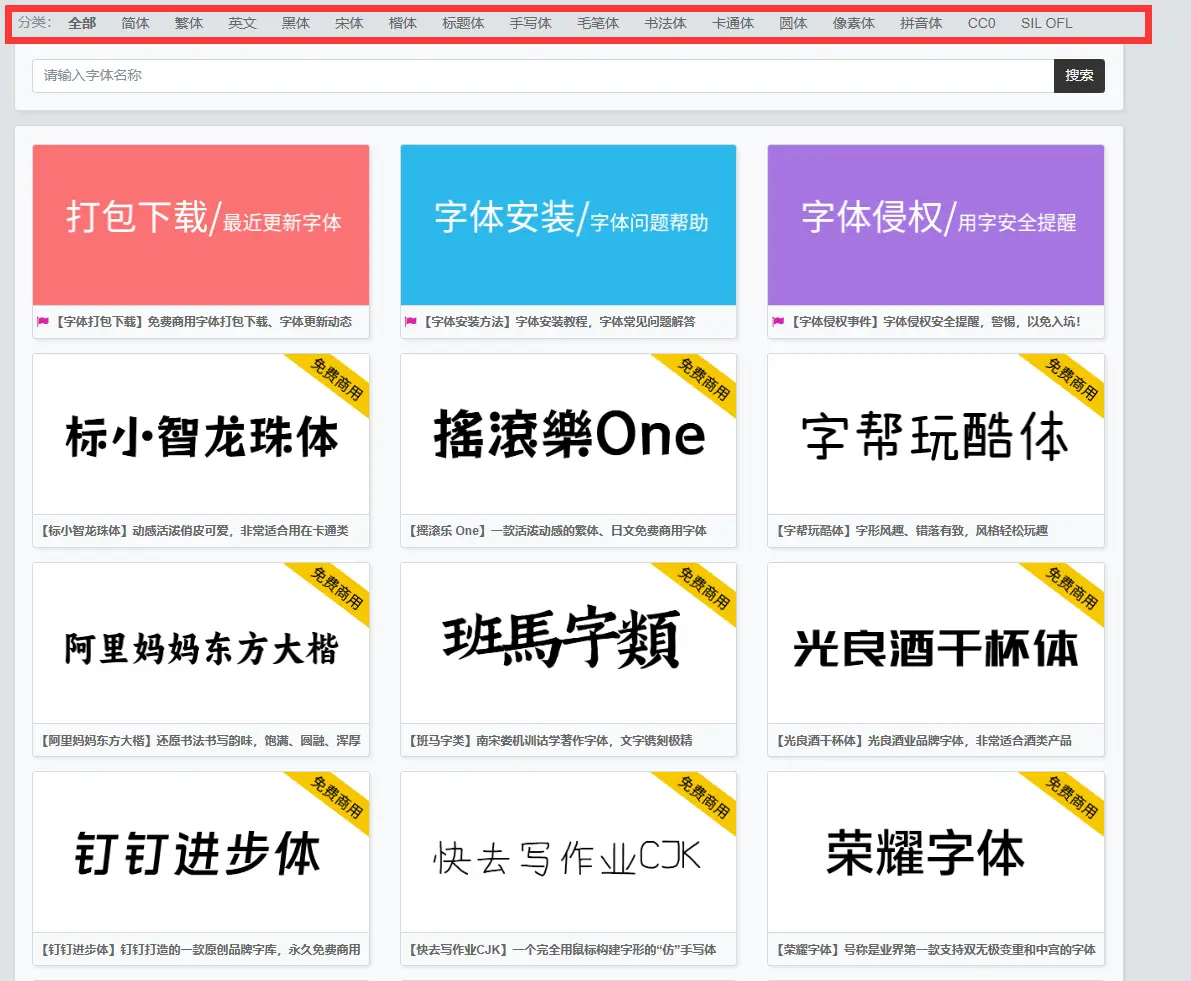 分类： 全部 简体 繁体 英文 黑体 宋体 楷体 标题体 手写体 毛笔体 书法体 卡通体 圆体 像素体 拼音体 CC0 SIL OFL
请输入字体名称 搜索
打包下载/最近更新字体
字体安装/字体问题帮助
字体侵权/用字安全提醒
【字体打包下载】免费商用字体打包下载、字体更新动态
【字体安装方法】字体安装教程，字体常见问题解答
【字体侵权事件】字体侵权安全提醒，警惕，以免入坑！
免费商用
标小智龙珠体
免费商用
搖滾樂One
免费商用
字帮玩酷体
【标小智龙珠体】动感活泼俏皮可爱，非常适合用在卡通类
【摇滚乐 One】一款活泼动感的繁体、日文免费商用字体
【字帮玩酷体】字形风趣、错落有致，风格轻松玩趣
免费商用
阿里妈妈东方大楷
免费商用
班馬字類
免费商用
光良酒干杯体
【阿里妈妈东方大楷】还原书法书写韵味，饱满、圆融、浑厚
【班马字类】南宋娄机训诂学著作字体，文字镌刻极精
【光良酒干杯体】光良酒业品牌字体，非常适合酒类产品
免费商用
钉钉进步体
免费商用
快去写作业CJK
免费商用
荣耀字体
【钉钉进步体】钉钉打造的一款原创品牌字库，永久免费商用
【快去写作业CJK】一个完全用鼠标构建字形的“仿”手写体
【荣耀字体】号称是业界第一款支持双无极变重和中宫的字体